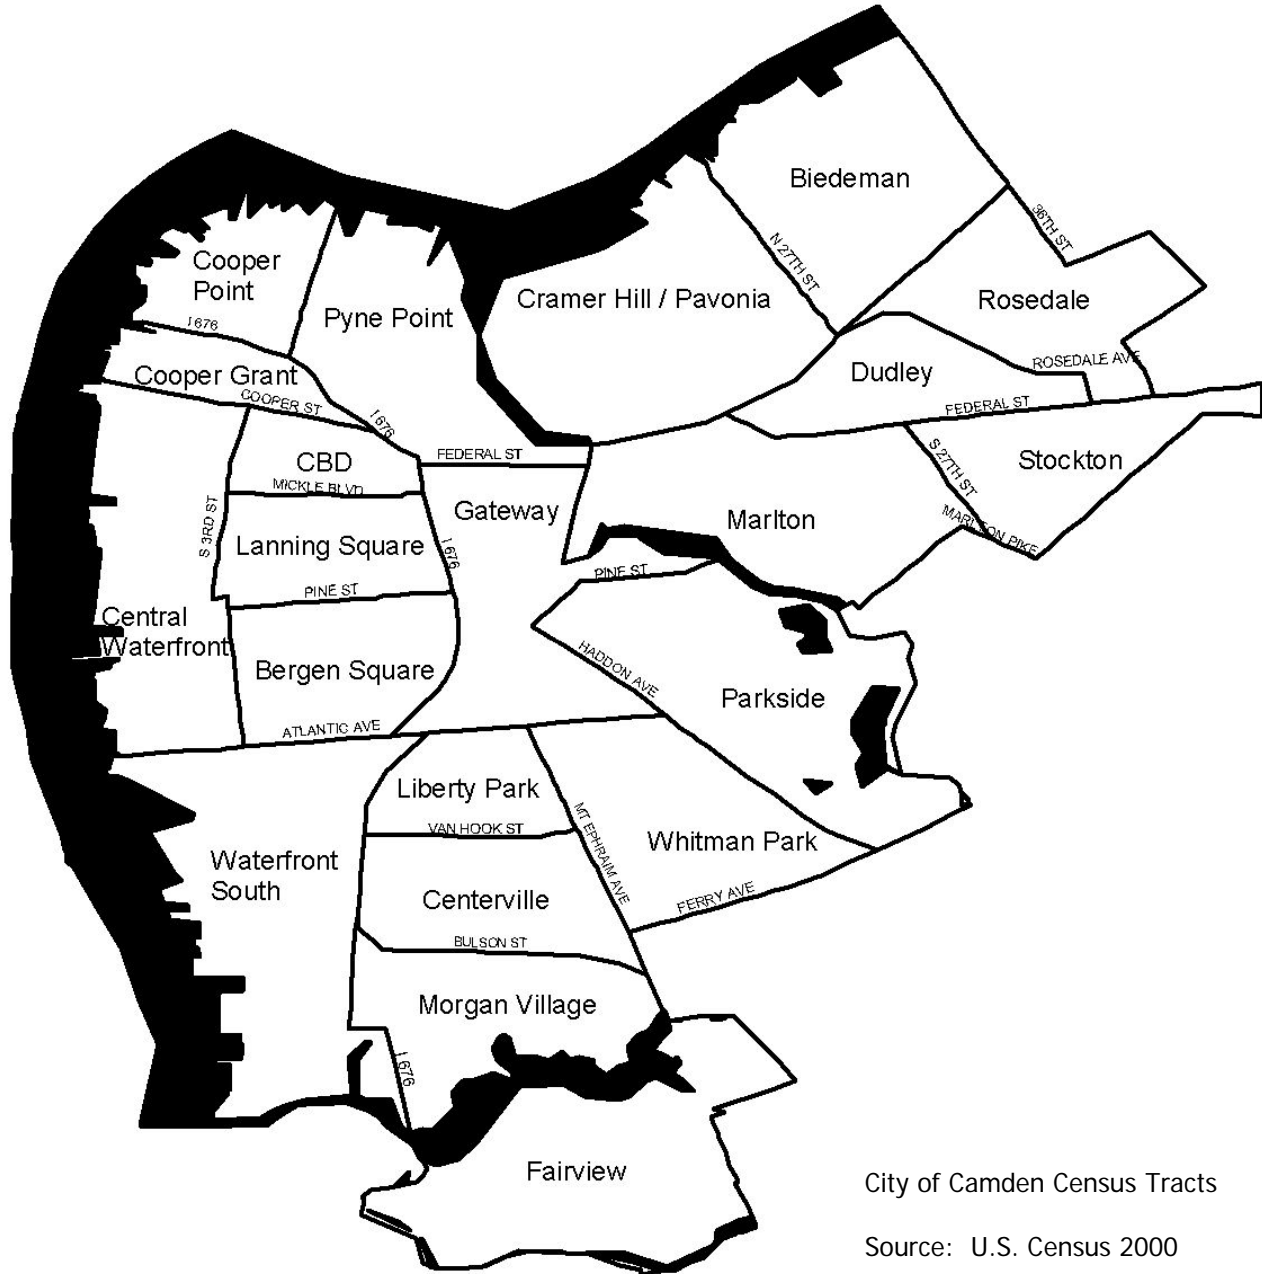 Biedeman
36TH ST
N 27TH ST
Cooper
Point
Pyne Point
Cramer Hill / Pavonia
Rosedale
I 676
ROSEDALE AVE
Cooper Grant
Dudley
COOPER ST
I 676
FEDERAL ST
FEDERAL ST
CBD
S 27TH ST
Stockton
MICKLE BLVD
Gateway
Marlton
MARLTON PIKE
S 3RD ST
Lanning Square
I 676
PINE ST
PINE ST
Central
Waterfront
Bergen Square
HADDON AVE
Parkside
ATLANTIC AVE
Liberty Park
VAN HOOK ST
MT EPHRAIM AVE
Whitman Park
Waterfront
South
Centerville
FERRY AVE
BULSON ST
Morgan Village
I 676
Fairview
City of Camden Census Tracts
Source: U.S. Census 2000